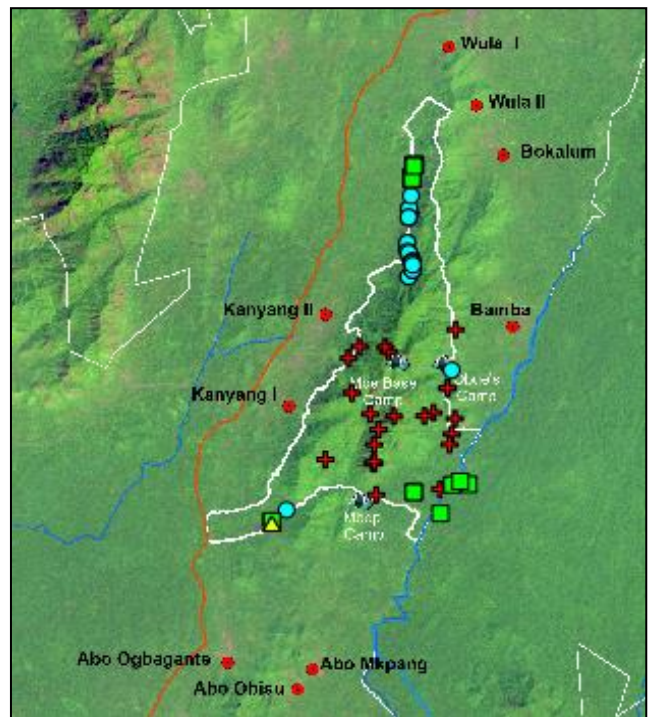 Wula I
Wula II
Bokalum
Kanyang II
Bamba
Mbe Base
Camp
Obxe's
Camp
Kanyang I
Camp
Abo Ogbagante
Abo Mkpang
Abo Obisu